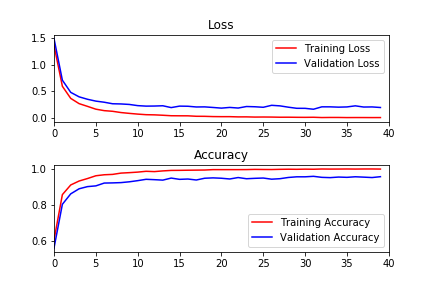 Loss
1.5
1.0
0.5
0.0
Training Loss
Validation Loss
0 5 10 15 20 25 30 35 40
Accuracy
1.0
0.8
0.6
Training Accuracy
Validation Accuracy
0 5 10 15 20 25 30 35 40